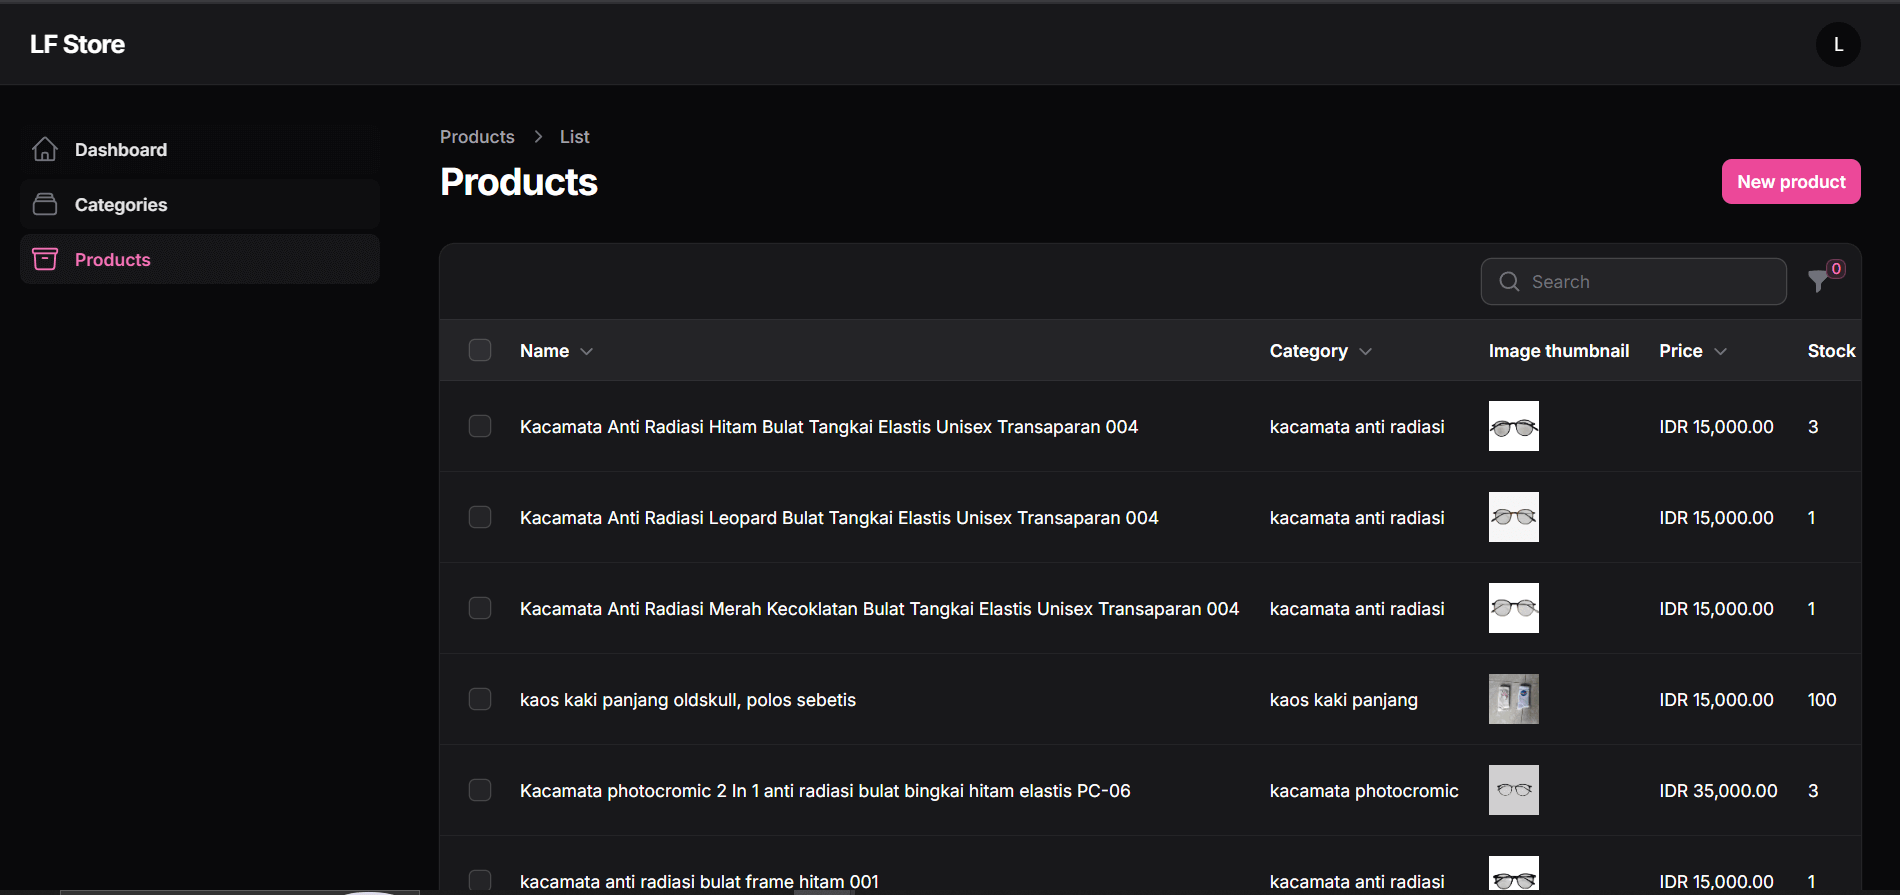 LF Store
L
Dashboard
Categories
Products
Products > List
Products
New product
Search
0
Name Category Image thumbnail Price Stock
Kacamata Anti Radiasi Hitam Bulat Tangkai Elastis Unisex Transaparan 004 kacamata anti radiasi IDR 15,000.00 3
Kacamata Anti Radiasi Leopard Bulat Tangkai Elastis Unisex Transaparan 004 kacamata anti radiasi IDR 15,000.00 1
Kacamata Anti Radiasi Merah Kecoklatan Bulat Tangkai Elastis Unisex Transaparan 004 kacamata anti radiasi IDR 15,000.00 1
kaos kaki panjang oldskull, polos sebetis kaos kaki panjang IDR 15,000.00 100
Kacamata photocromic 2 In 1 anti radiasi bulat bingkai hitam elastis PC-06 kacamata photocromic IDR 35,000.00 3
kacamata anti radiasi bulat frame hitam 001 kacamata anti radiasi IDR 15,000.00 1